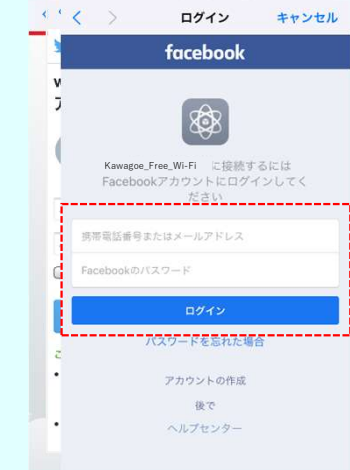 ログイン
キャンセル
facebook
Kawagoe_Free_Wi-Fi に接続するには
Facebookアカウントにログインしてく
ださい
携帯電話番号またはメールアドレス
Facebookのパスワード
ログイン
パスワードを忘れた場合
アカウントの作成
後で
ヘルプセンター